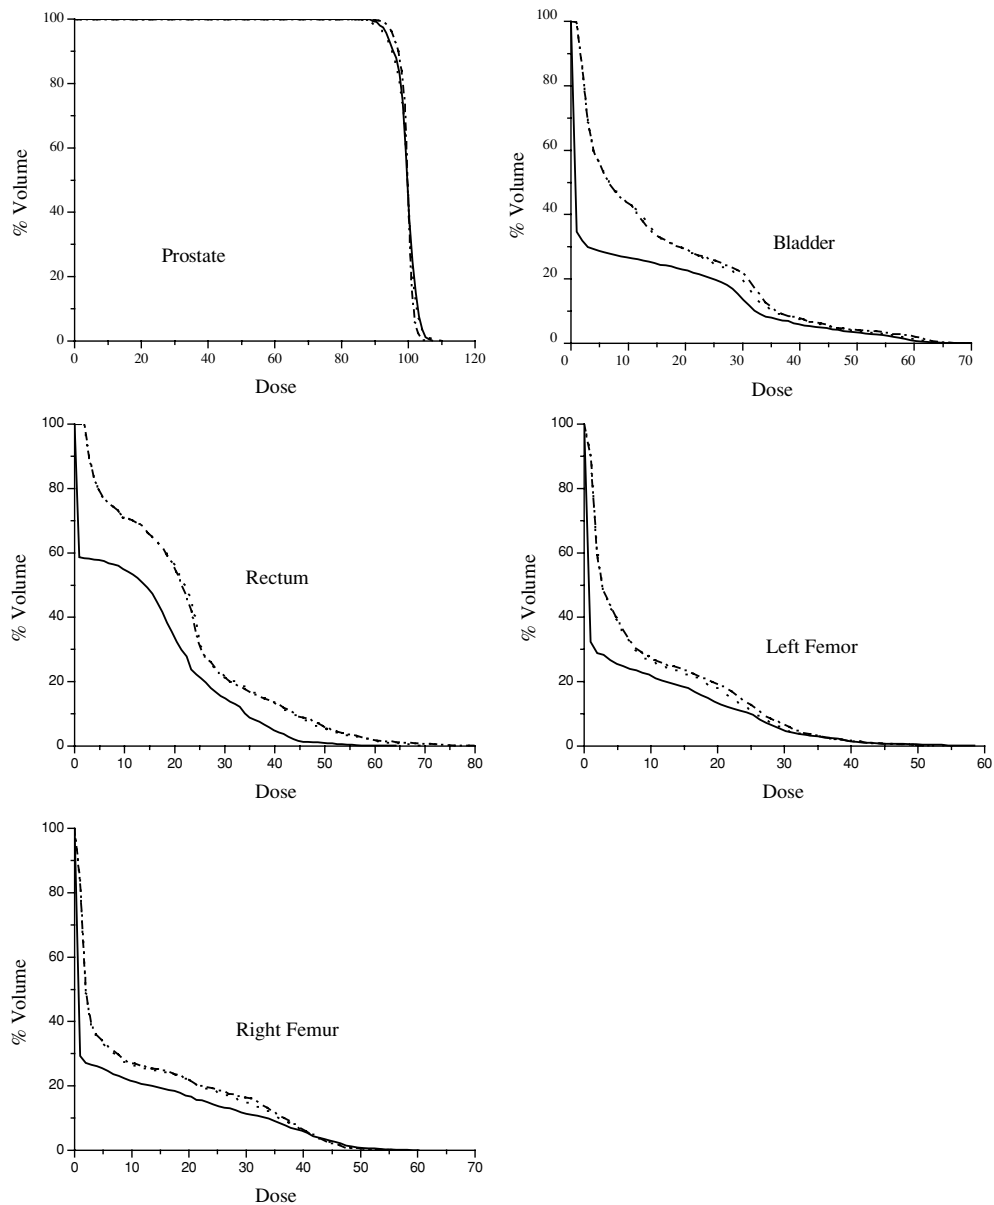 100
80
60
40
20
0
% Volume
Prostate
0 20 40 60 80 100 120
Dose
100
80
60
40
20
0
% Volume
Bladder
0 10 20 30 40 50 60 70
Dose
100
80
60
40
20
0
% Volume
Rectum
0 10 20 30 40 50 60 70 80
Dose
100
80
60
40
20
0
% Volume
Left Femor
0 10 20 30 40 50 60
Dose
100
80
60
40
20
0
% Volume
Right Femur
0 10 20 30 40 50 60 70
Dose